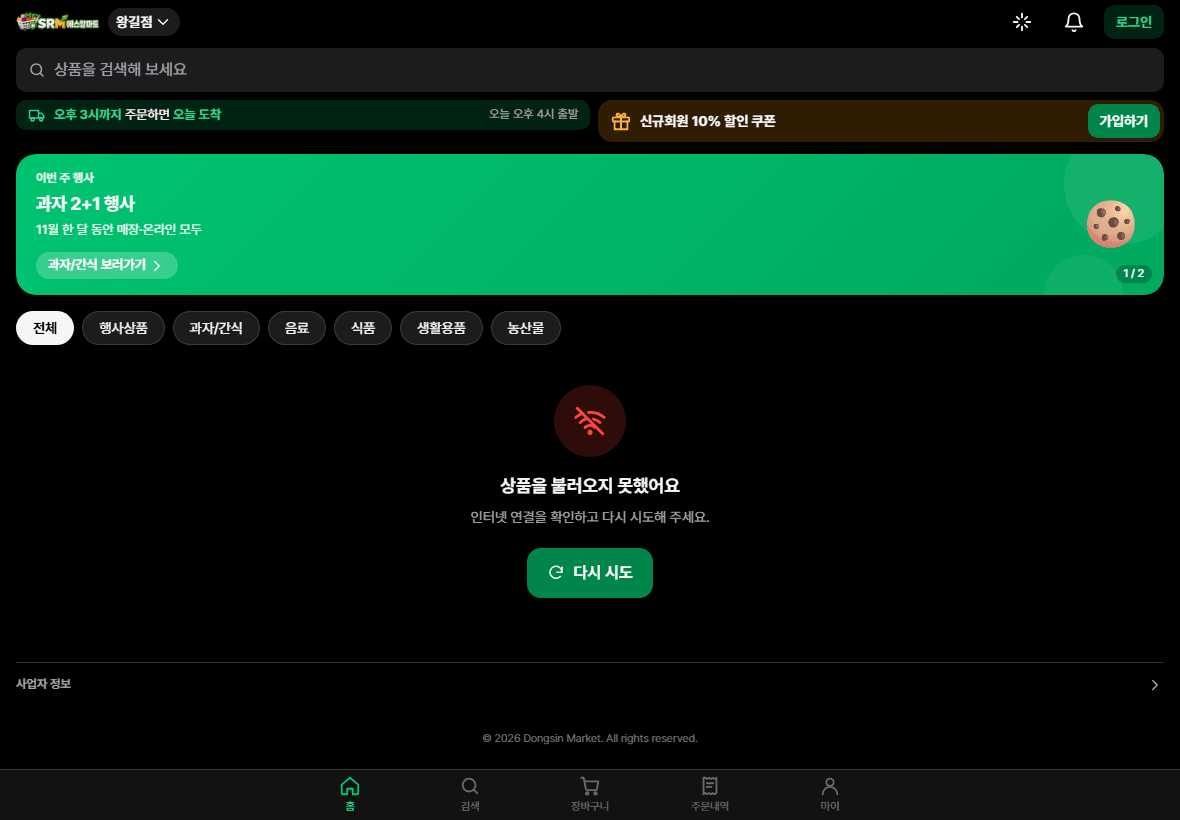 SRM에스알마트
왕길점
로그인
상품을 검색해 보세요
오후 3시까지 주문하면 오늘 도착
오늘 오후 4시 출발
신규회원 10% 할인 쿠폰
가입하기
이번 주 행사
과자 2+1 행사
11월 한 달 동안 매장·온라인 모두
과자/간식 보러가기
1 / 2
전체
행사상품
과자/간식
음료
식품
생활용품
농산물
상품을 불러오지 못했어요
인터넷 연결을 확인하고 다시 시도해 주세요.
다시 시도
사업자 정보
© 2026 Dongsin Market. All rights reserved.
홈
검색
장바구니
주문내역
마이